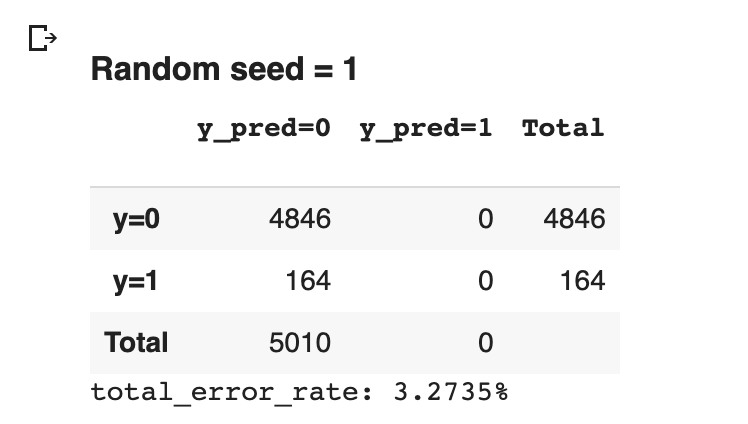 Random seed = 1
y_pred=0 y_pred=1 Total
y=0 4846 0 4846
y=1 164 0 164
Total 5010 0
total_error_rate: 3.2735%